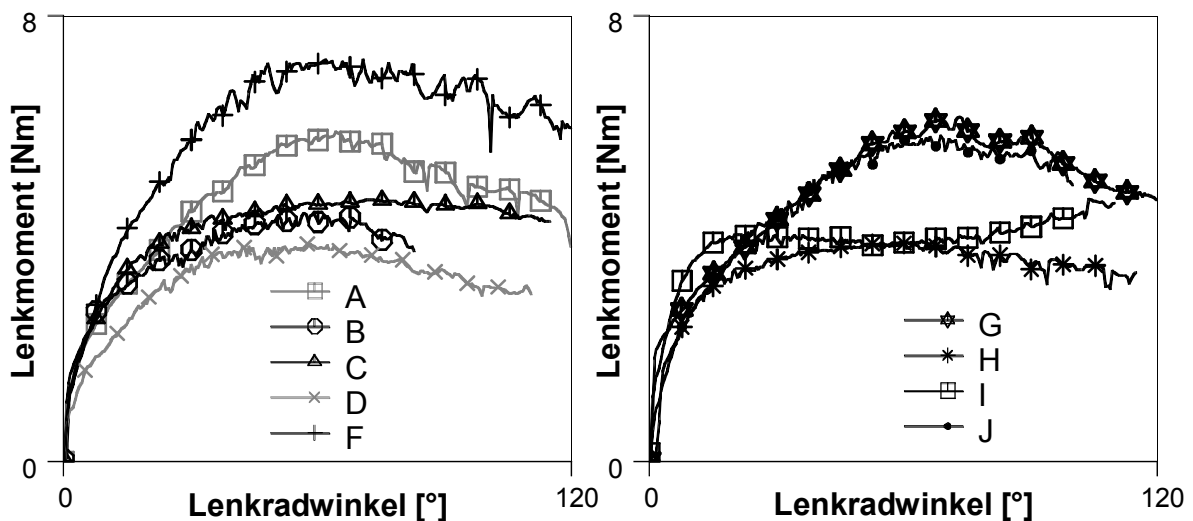 Lenkmoment [Nm]
8
0
A
B
C
D
F
0
120
Lenkradwinkel [°]
Lenkmoment [Nm]
8
0
G
H
I
J
0
120
Lenkradwinkel [°]